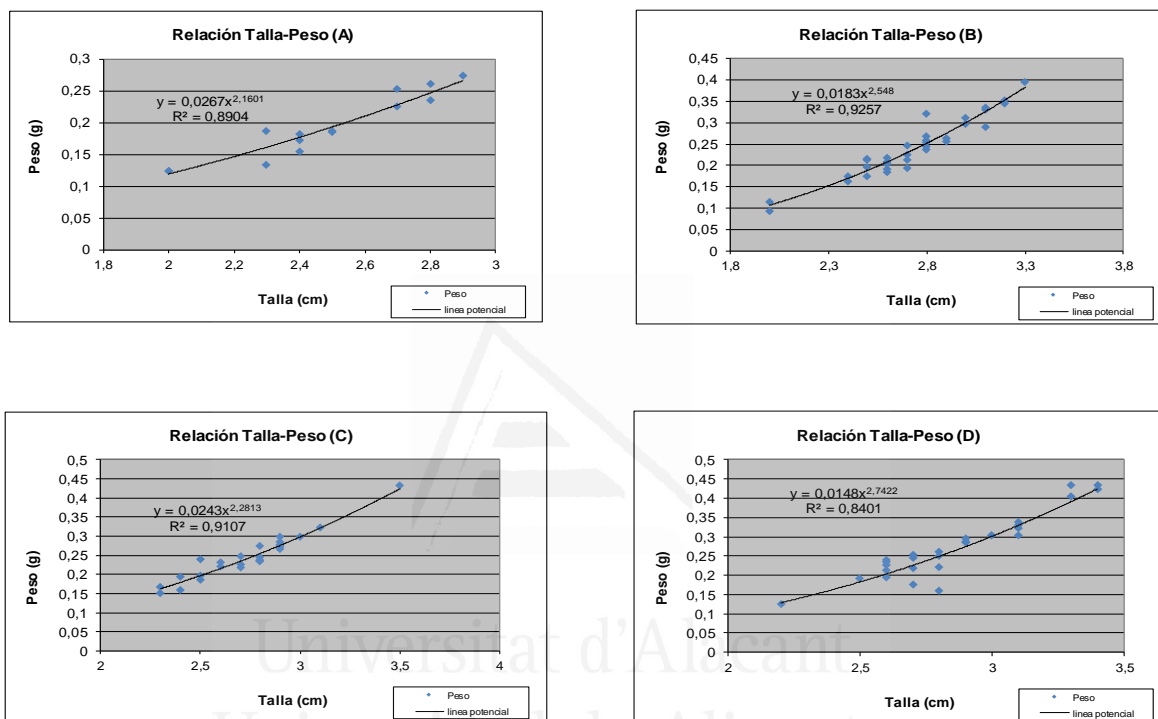 Relación Talla-Peso (A)
0,3
0,25
0,2
0,15
0,1
0,05
0
y = 0,0267x^2,1601
R² = 0,8904
Peso (g)
1,8 2 2,2 2,4 2,6 2,8 3
Talla (cm)
Peso
linea potencial
Relación Talla-Peso (B)
0,45
0,4
0,35
0,3
0,25
0,2
0,15
0,1
0,05
0
y = 0,0183x^2,548
R² = 0,9257
Peso (g)
1,8 2,3 2,8 3,3 3,8
Talla (cm)
Peso
linea potencial
Relación Talla-Peso (C)
0,5
0,45
0,4
0,35
0,3
0,25
0,2
0,15
0,1
0,05
0
y = 0,0243x^2,2813
R² = 0,9107
Peso (g)
2 2,5 3 3,5 4
Talla (cm)
Peso
linea potencial
Relación Talla-Peso (D)
0,5
0,45
0,4
0,35
0,3
0,25
0,2
0,15
0,1
0,05
0
y = 0,0148x^2,7422
R² = 0,8401
Peso (g)
2 2,5 3 3,5
Talla (cm)
Peso
linea potencial
Universitat d'Alacant